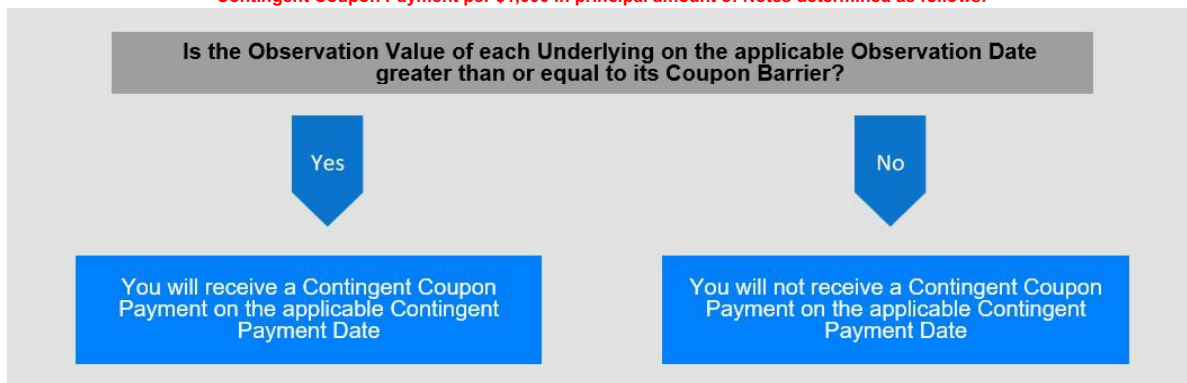 Contingent Coupon Payment per $1,000 in principal amount of Notes determined as follows:
Is the Observation Value of each Underlying on the applicable Observation Date
greater than or equal to its Coupon Barrier?
Yes
No
You will receive a Contingent Coupon
Payment on the applicable Contingent
Payment Date
You will not receive a Contingent Coupon
Payment on the applicable Contingent
Payment Date